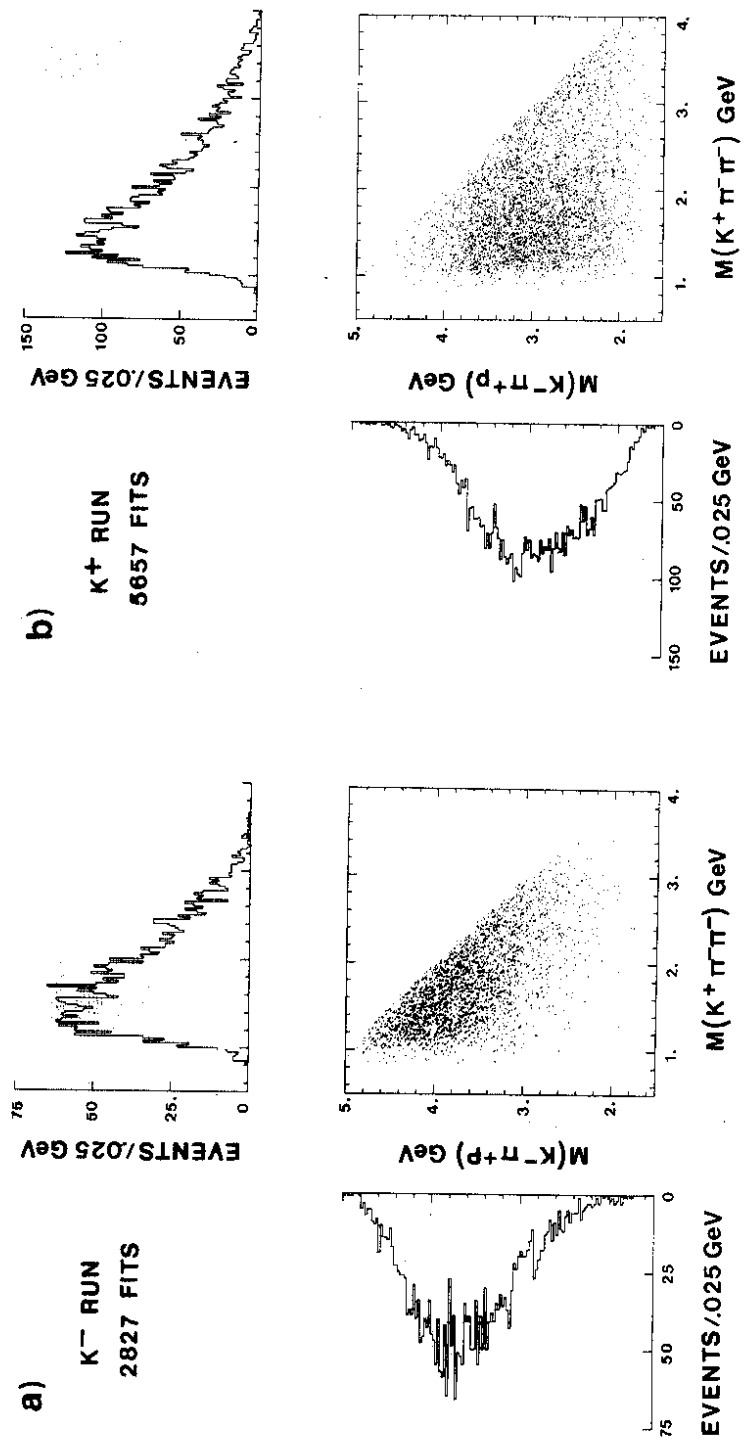 a)
K− RUN
2827 FITS
EVENTS/.025 GeV
75
50
25.
0
M(K−π+P) GeV
5.
4.
3.
2.
1.
2.
3.
4.
M(K+π−π−) GeV
0
25
50
75
EVENTS/.025 GeV
b)
K+ RUN
5657 FITS
EVENTS/.025 GeV
150
100
50
0
M(K−π+p) GeV
5.
4.
3.
2.
1.
2.
3.
4.
M(K+π−π−) GeV
0
50
100
150
EVENTS/.025 GeV